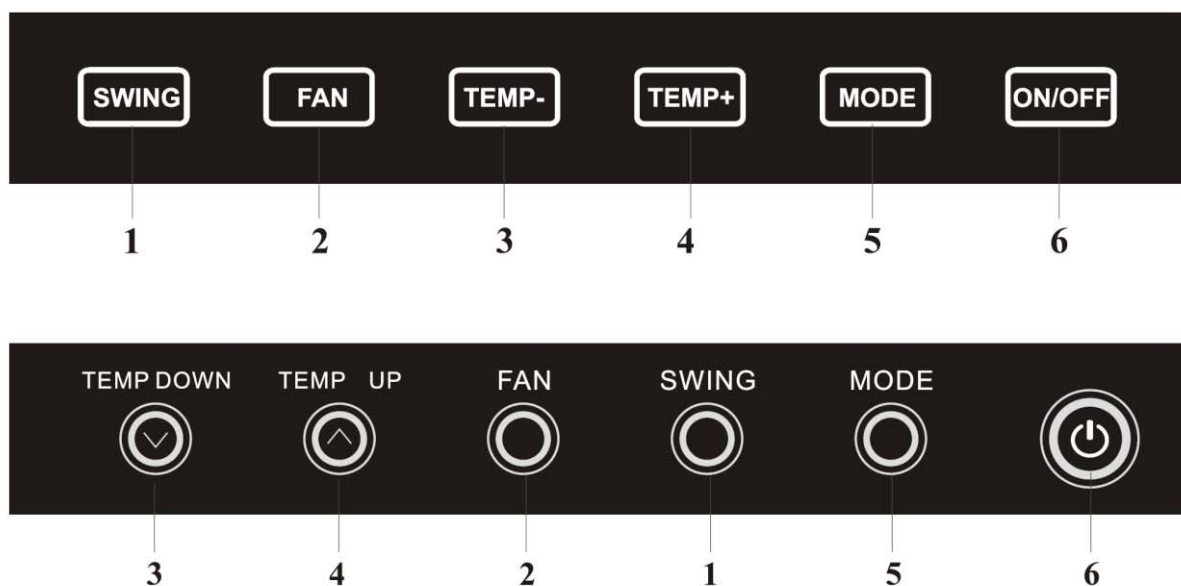 SWING FAN TEMP- TEMP+ MODE ON/OFF
1 2 3 4 5 6
TEMP DOWN TEMP UP FAN SWING MODE
3 4 2 1 5 6